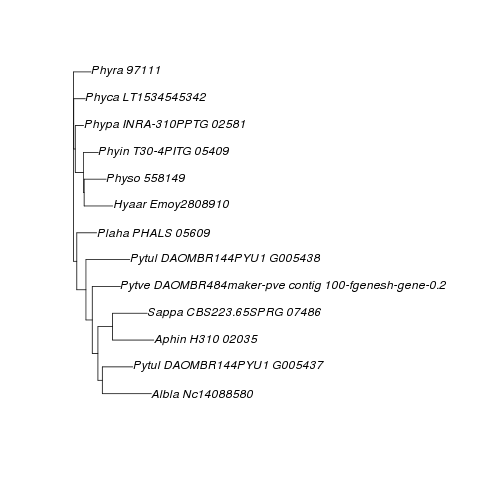 Phyra 97111
Phyca LT1534545342
Phypa INRA-310PPTG 02581
Phyin T30-4PITG 05409
Physo 558149
Hyaar Emoy2808910
Plaha PHALS 05609
Pytul DAOMBR144PYU1 G005438
Pytve DAOMBR484maker-pve contig 100-fgenesh-gene-0.2
Sappa CBS223.65SPRG 07486
Aphin H310 02035
Pytul DAOMBR144PYU1 G005437
Albla Nc14088580